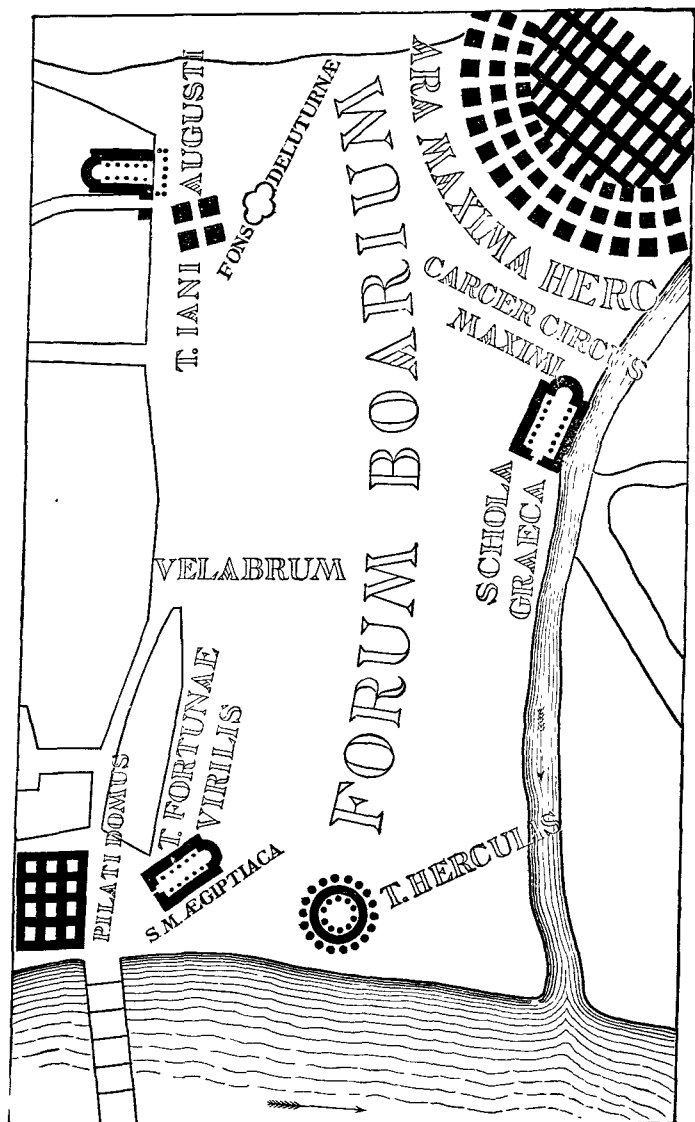 T. IANI AUGUSTI
FONS DELUTURNÆ
FORUM BOARIUM
ARA MAXIMA HERC
CARCER CIRCUS
MAXIMI
SCHOLA
GRAECA
VELABRUM
T. FORTUNAE
VIRILIS
PILATI DOMUS
S.M. ÆGIPTIACA
T. HERCULAS